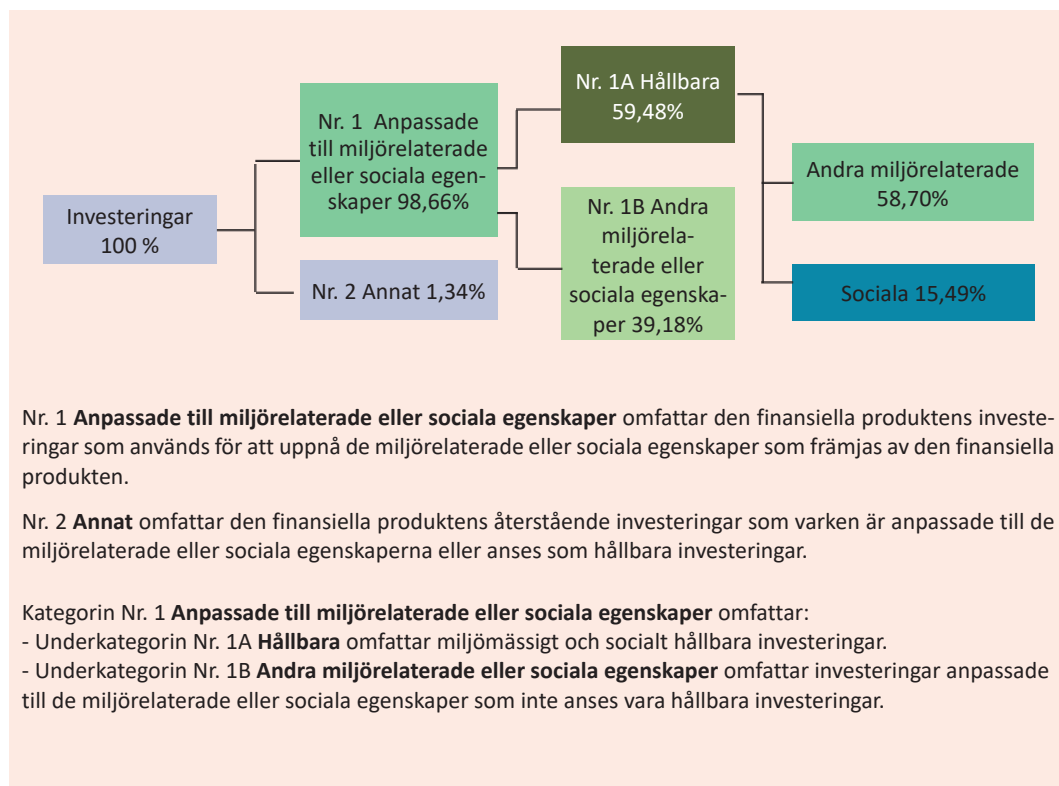 Investeringar
100 %
Nr. 1 Anpassade
till miljörelaterade
eller sociala egen-
skaper 98,66%
Nr. 2 Annat 1,34%
Nr. 1A Hållbara
59,48%
Nr. 1B Andra
miljörela-
terade eller
sociala egenska-
per 39,18%
Andra miljörelaterade
58,70%
Sociala 15,49%
Nr. 1 Anpassade till miljörelaterade eller sociala egenskaper omfattar den finansiella produktens investe-
ringar som används för att uppnå de miljörelaterade eller sociala egenskaper som främjas av den finansiella
produkten.
Nr. 2 Annat omfattar den finansiella produktens återstående investeringar som varken är anpassade till de
miljörelaterade eller sociala egenskaperna eller anses som hållbara investeringar.
Kategorin Nr. 1 Anpassade till miljörelaterade eller sociala egenskaper omfattar:
- Underkategorin Nr. 1A Hållbara omfattar miljömässigt och socialt hållbara investeringar.
- Underkategorin Nr. 1B Andra miljörelaterade eller sociala egenskaper omfattar investeringar anpassade
till de miljörelaterade eller sociala egenskaper som inte anses vara hållbara investeringar.